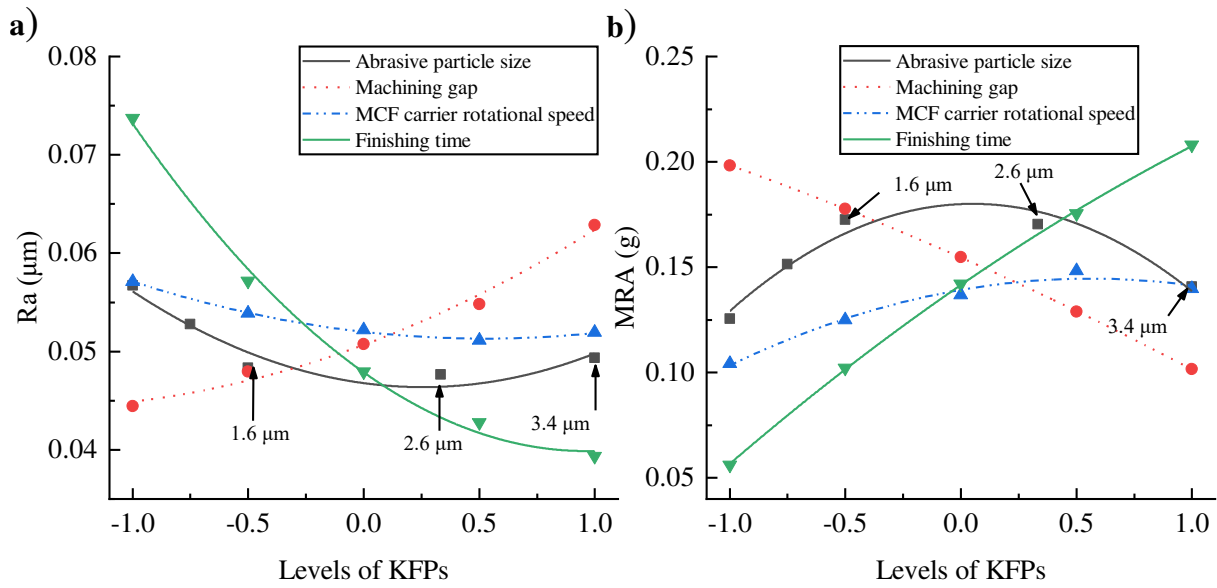 a)
Abrasive particle size
Machining gap
MCF carrier rotational speed
Finishing time
0.08
0.07
0.06
0.05
0.04
Ra (μm)
1.6 μm
2.6 μm
3.4 μm
-1.0
-0.5
0.0
0.5
1.0
Levels of KFPs
b)
Abrasive particle size
Machining gap
MCF carrier rotational speed
Finishing time
0.25
0.20
0.15
0.10
0.05
MRA (g)
1.6 μm
2.6 μm
3.4 μm
-1.0
-0.5
0.0
0.5
1.0
Levels of KFPs